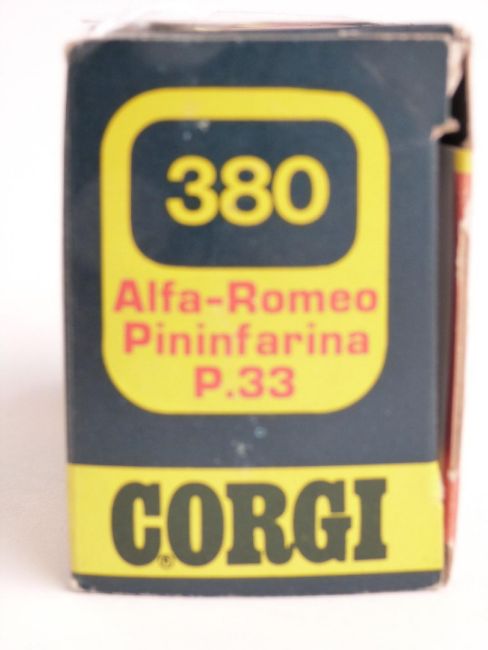 380
Alfa-Romeo
Pininfarina
P.33
CORGI
©